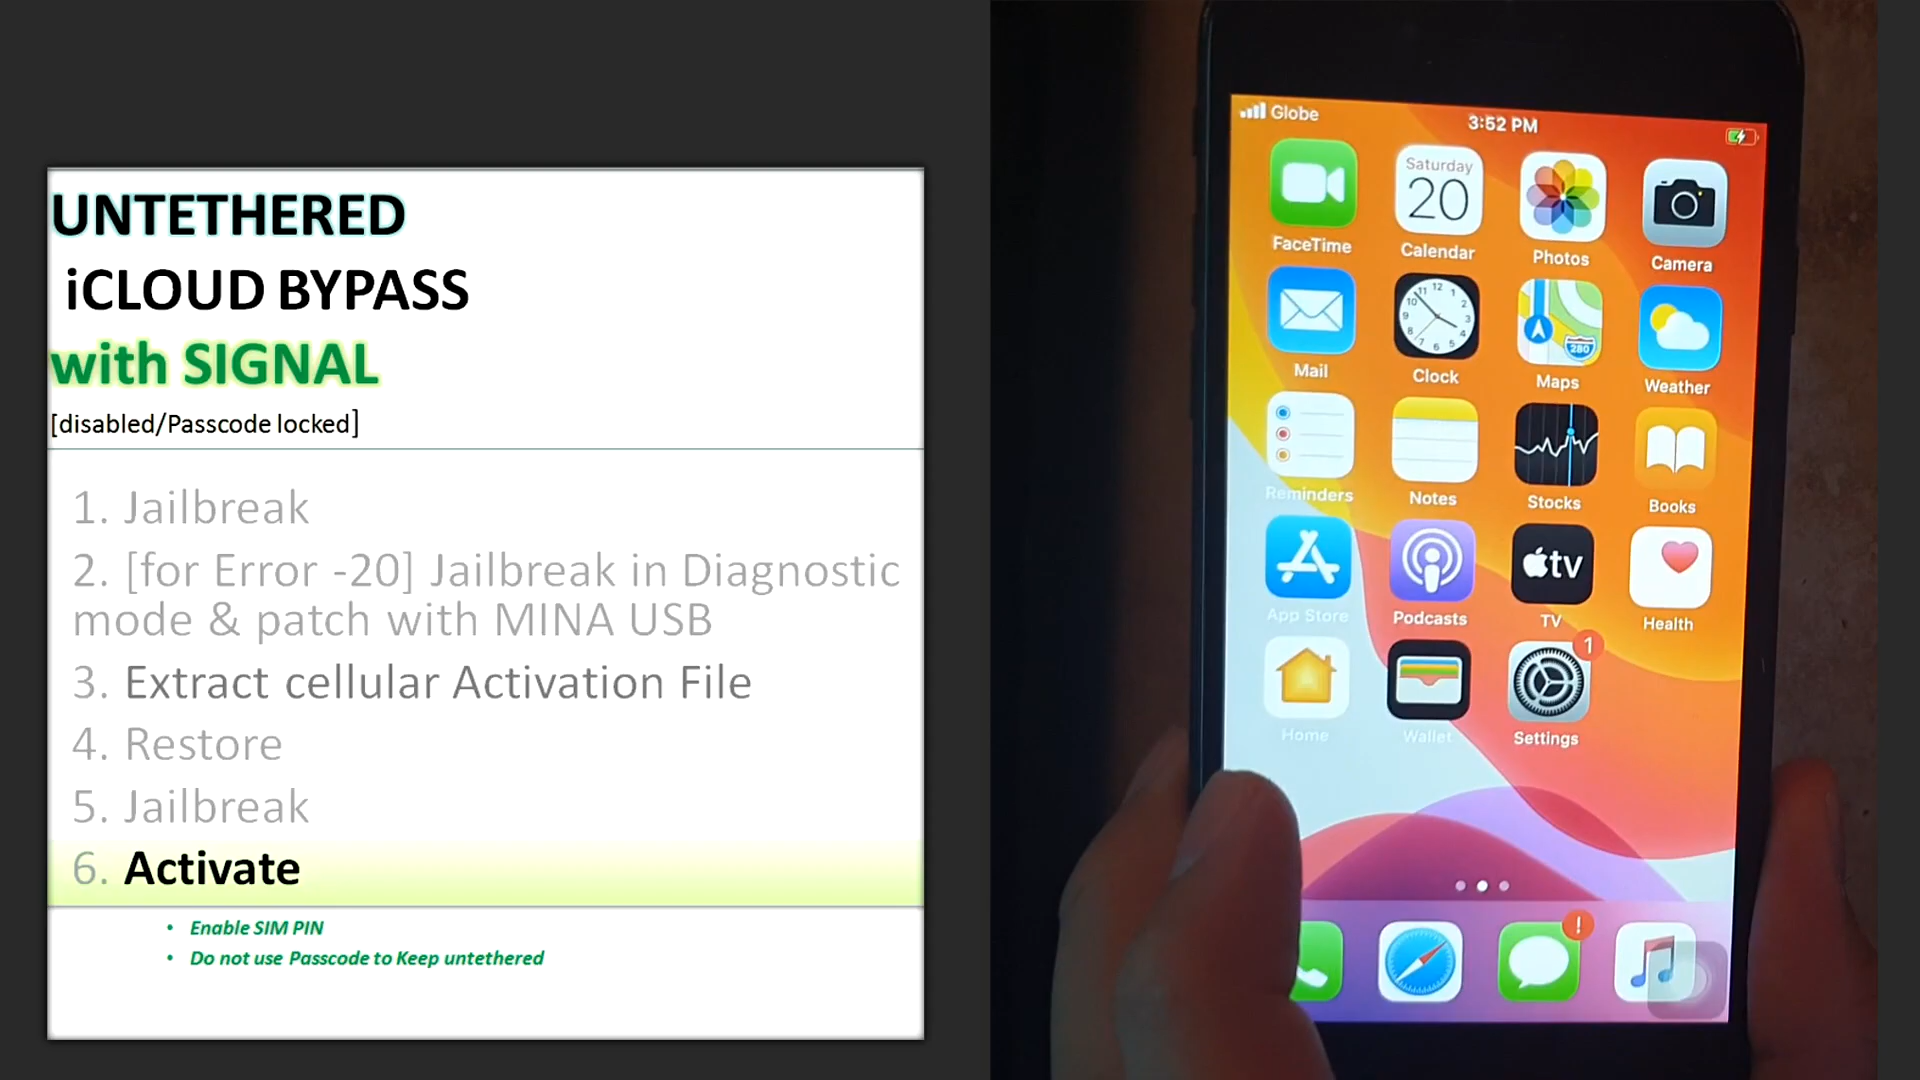 UNTETHERED
iCLOUD BYPASS
with SIGNAL
[disabled/Passcode locked]
1. Jailbreak
2. [for Error -20] Jailbreak in Diagnostic
mode & patch with MINA USB
3. Extract cellular Activation File
4. Restore
5. Jailbreak
6. Activate
• Enable SIM PIN
• Do not use Passcode to Keep untethered
Globe
3:52 PM
Saturday
20
FaceTime
Calendar
Photos
Camera
280
Mail
Clock
Maps
Weather
Reminders
Notes
Stocks
Books
tv
App Store
Podcasts
TV
Health
1
Home
Wallet
Settings
!